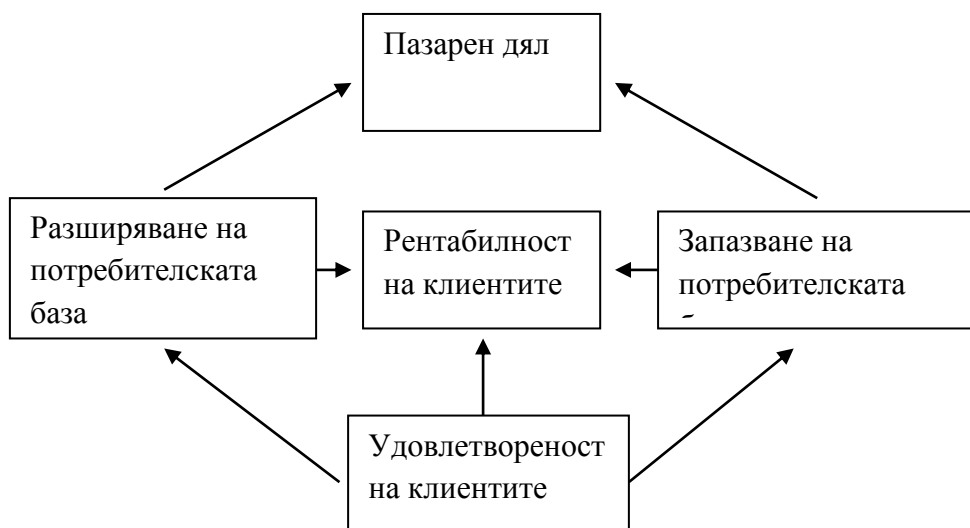 Пазарен дял
Разширяване на
потребителската
база
Рентабилност
на клиентите
Запазване на
потребителската
Удовлетвореност
на клиентите